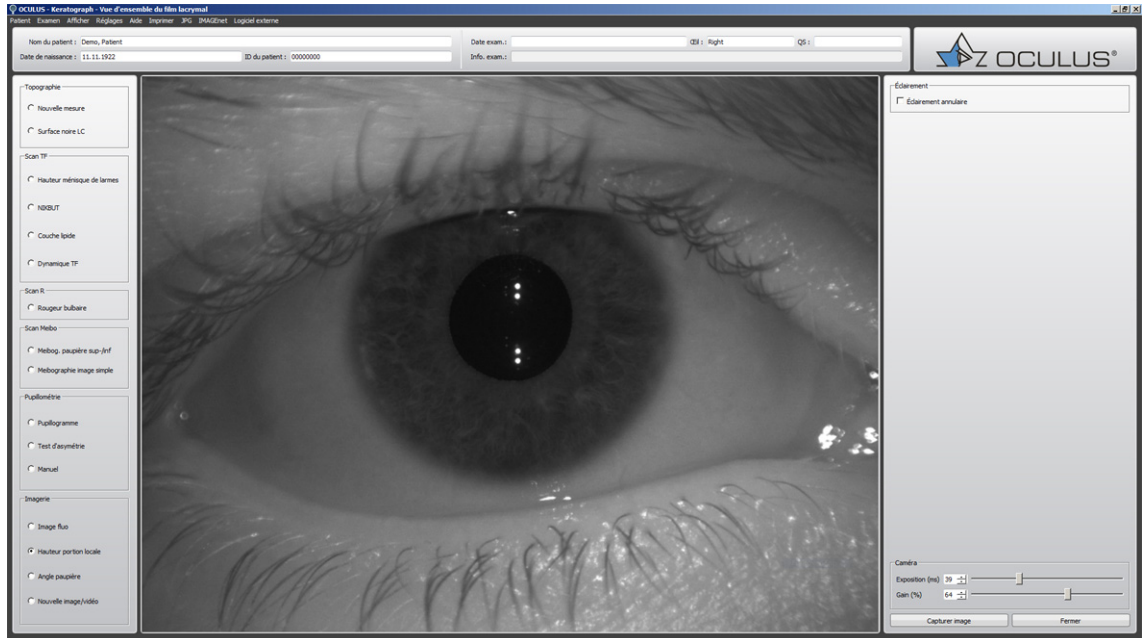 OCULUS - Keratograph - Vue d'ensemble du film lacrymal
Patient Examen Afficher Réglages Aide Imprimer JPG IMAGEnet Logiciel externe
Nom du patient : Demo, Patient
Date exam.: Œil : Right QS :
Date de naissance : 11.11.1922 ID du patient : 00000000
Info. exam.:
OCULUS®
Topographie
Nouvelle mesure
Surface noire LC
Scan TF
Hauteur ménisque de larmes
NIKBUT
Couche lipide
Dynamique TF
Scan R
Rougeur bulbaire
Scan Meibo
Meibog. paupière sup-/inf
Meibographie image simple
Pupillométrie
Pupillogramme
Test d'asymétrie
Manuel
Imagerie
Image fluo
Hauteur portion locale
Angle paupière
Nouvelle image/vidéo
Éclairement
Éclairement annulaire
Caméra
Exposition (ms) 39
Gain (%) 64
Capturer image Fermer